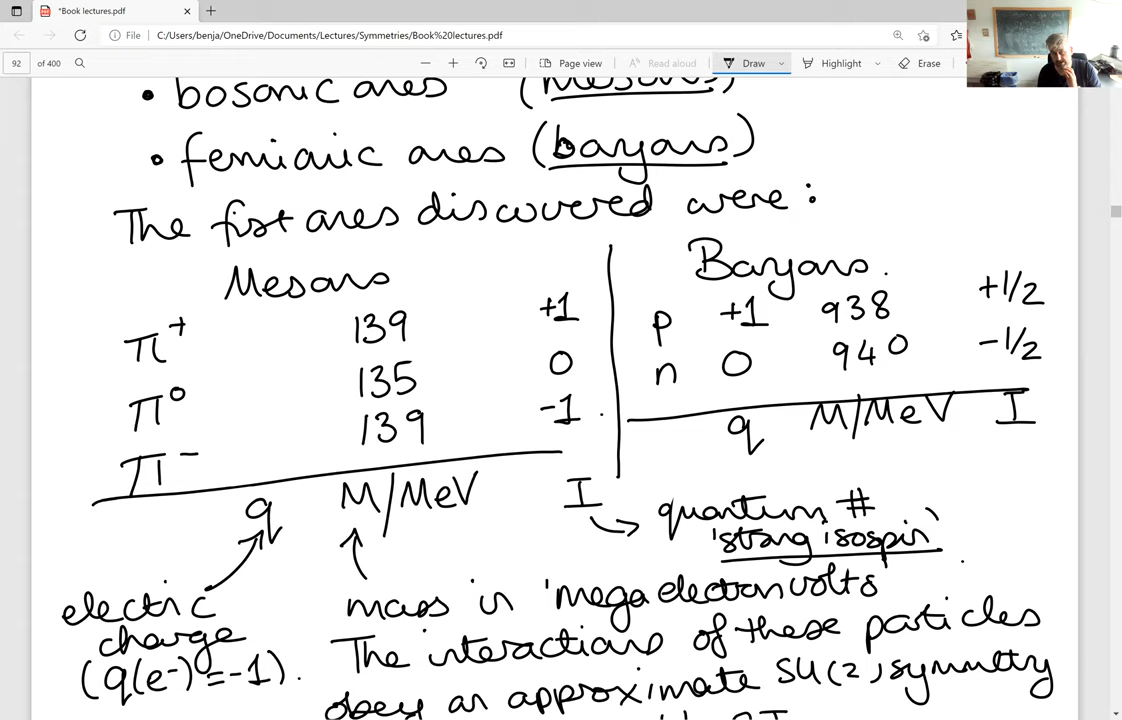 *Book lectures.pdf
File C:/Users/benja/OneDrive/Documents/Lectures/Symmetries/Book%20lectures.pdf
92 of 400 Page view Read aloud Draw Highlight Erase
• bosonic ones (mesons)
• fermionic ones (baryons)
The first ones discovered were:
Mesons
π+ 139 +1
π0 135 0
π− 139 -1
q M/MeV I
electric charge (q(e-)=-1).
Baryons.
p +1 938 +1/2
n 0 940 -1/2
q M/MeV I
quantum #
'strong isospin'
mass in 'mega electron volts
The interactions of these particles
obey an approximate SU(2) symmetry